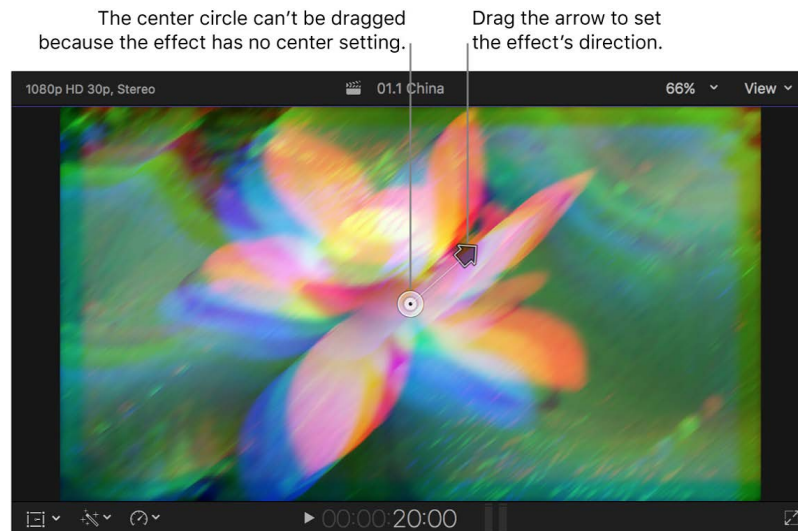 The center circle can’t be dragged
because the effect has no center setting.
Drag the arrow to set
the effect’s direction.
1080p HD 30p, Stereo
01.1 China
66%
View
00:00:20:00